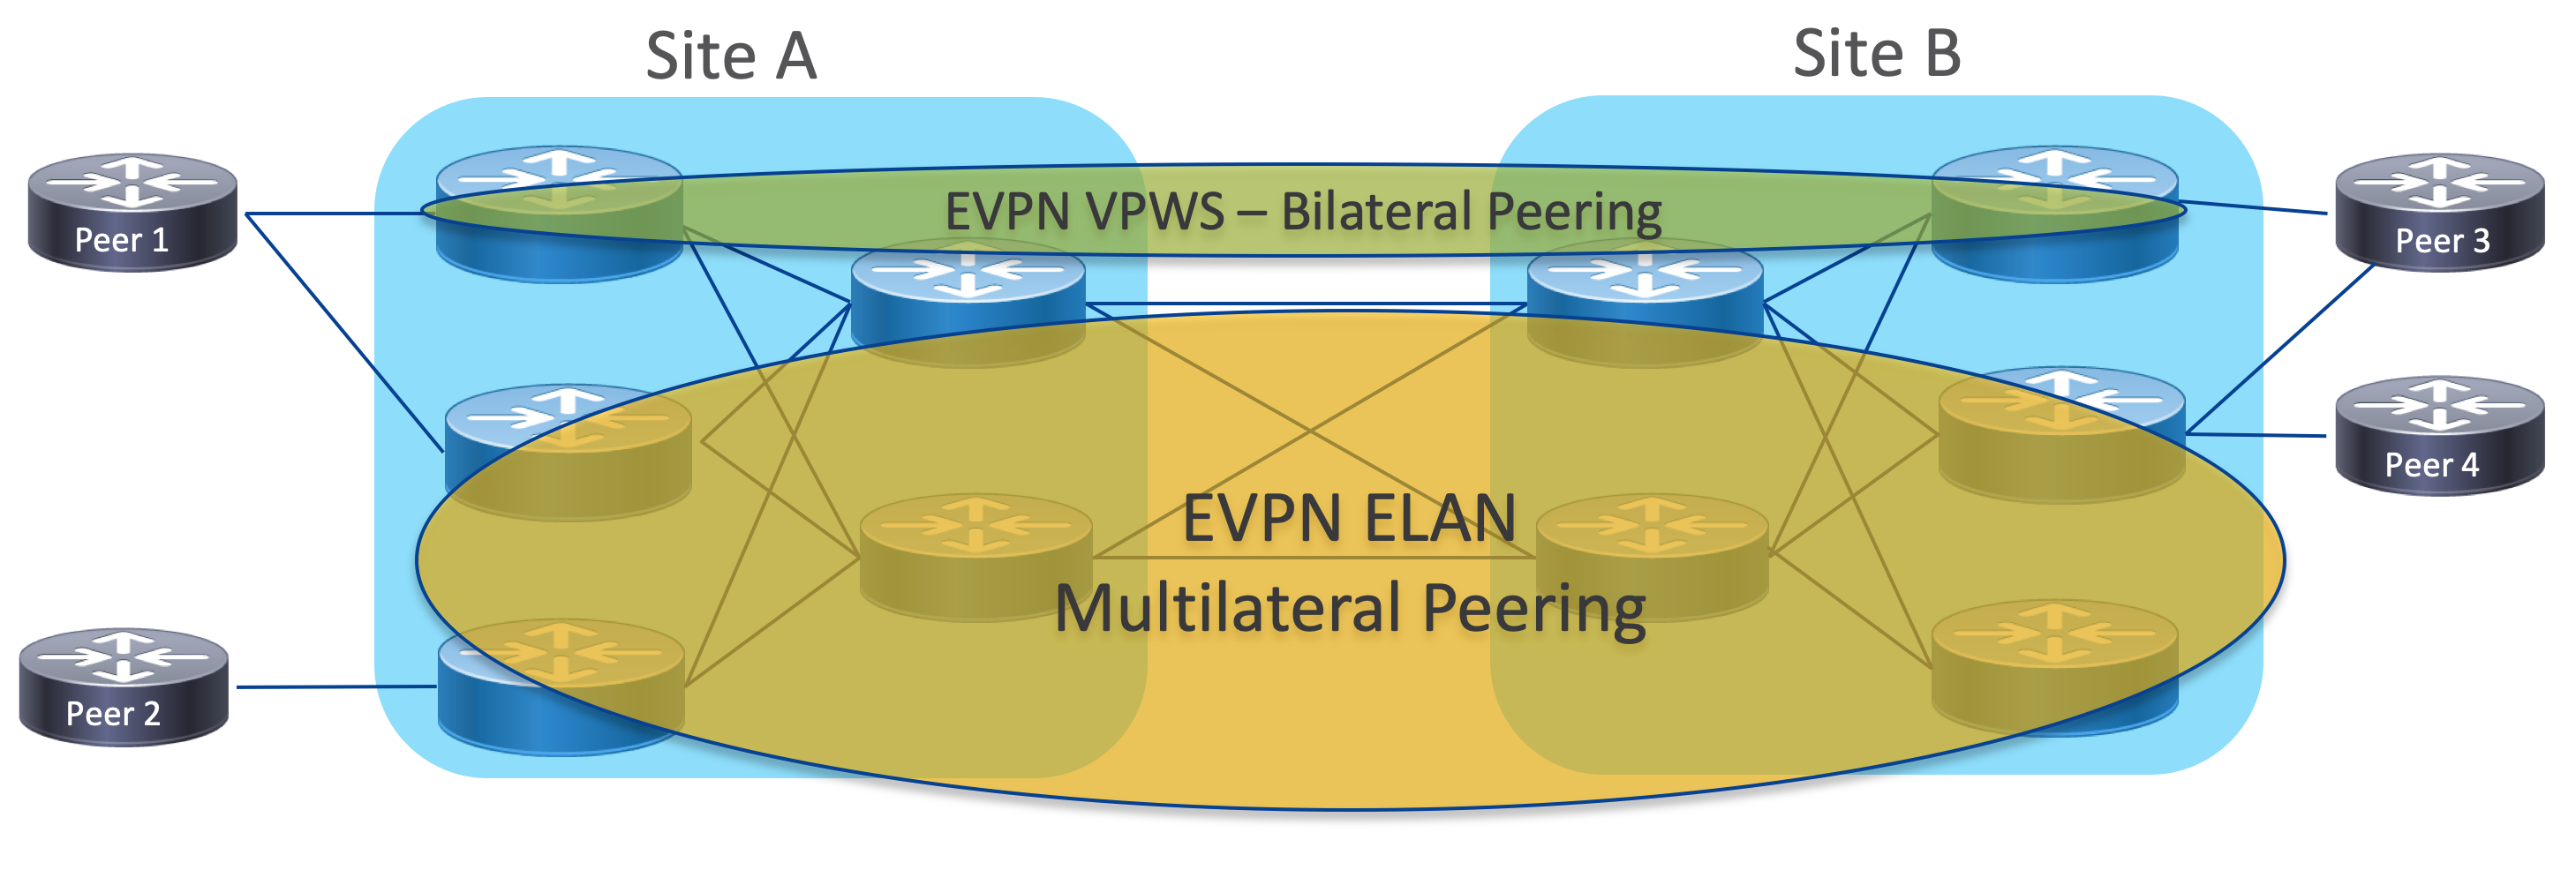 Site A
Site B
EVPN VPWS – Bilateral Peering
Peer 1
Peer 3
Peer 4
EVPN ELAN
Multilateral Peering
Peer 2